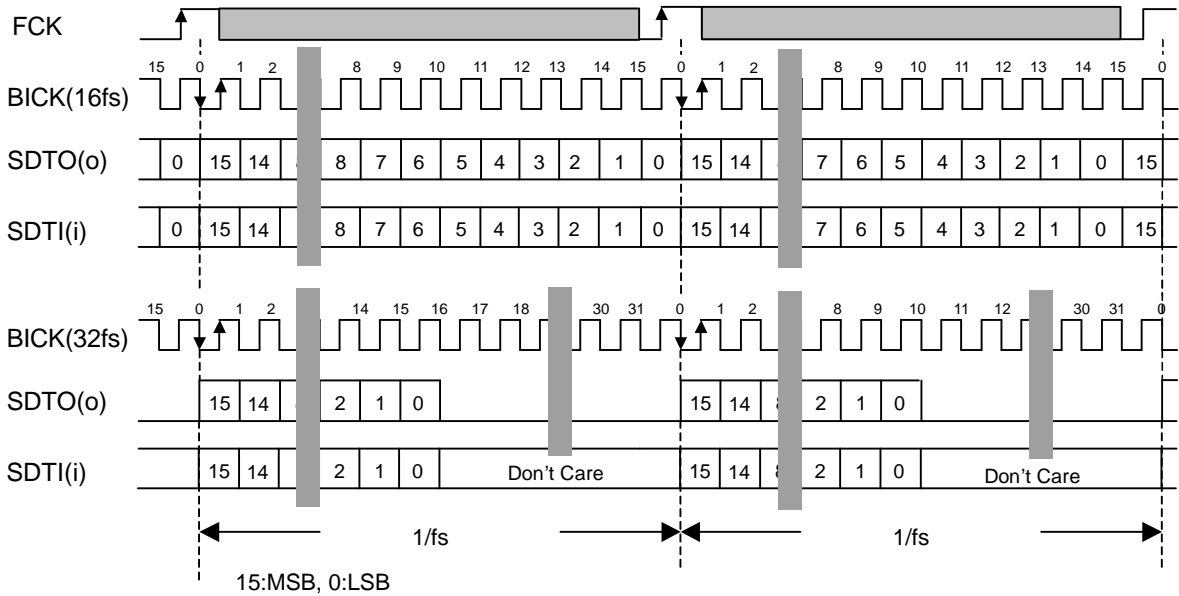 FCK
15 0 1 2 8 9 10 11 12 13 14 15 0 1 2 8 9 10 11 12 13 14 15 0
BICK(16fs)
SDTO(o) 0 15 14 8 7 6 5 4 3 2 1 0 15 14 7 6 5 4 3 2 1 0 15
SDTI(i) 0 15 14 8 7 6 5 4 3 2 1 0 15 14 7 6 5 4 3 2 1 0 15
15 0 1 2 14 15 16 17 18 30 31 0 1 2 8 9 10 11 12 30 31 0
BICK(32fs)
SDTO(o) 15 14 2 1 0 15 14 2 1 0
SDTI(i) 15 14 2 1 0 Don't Care 15 14 2 1 0 Don't Care
1/fs 1/fs
15:MSB, 0:LSB